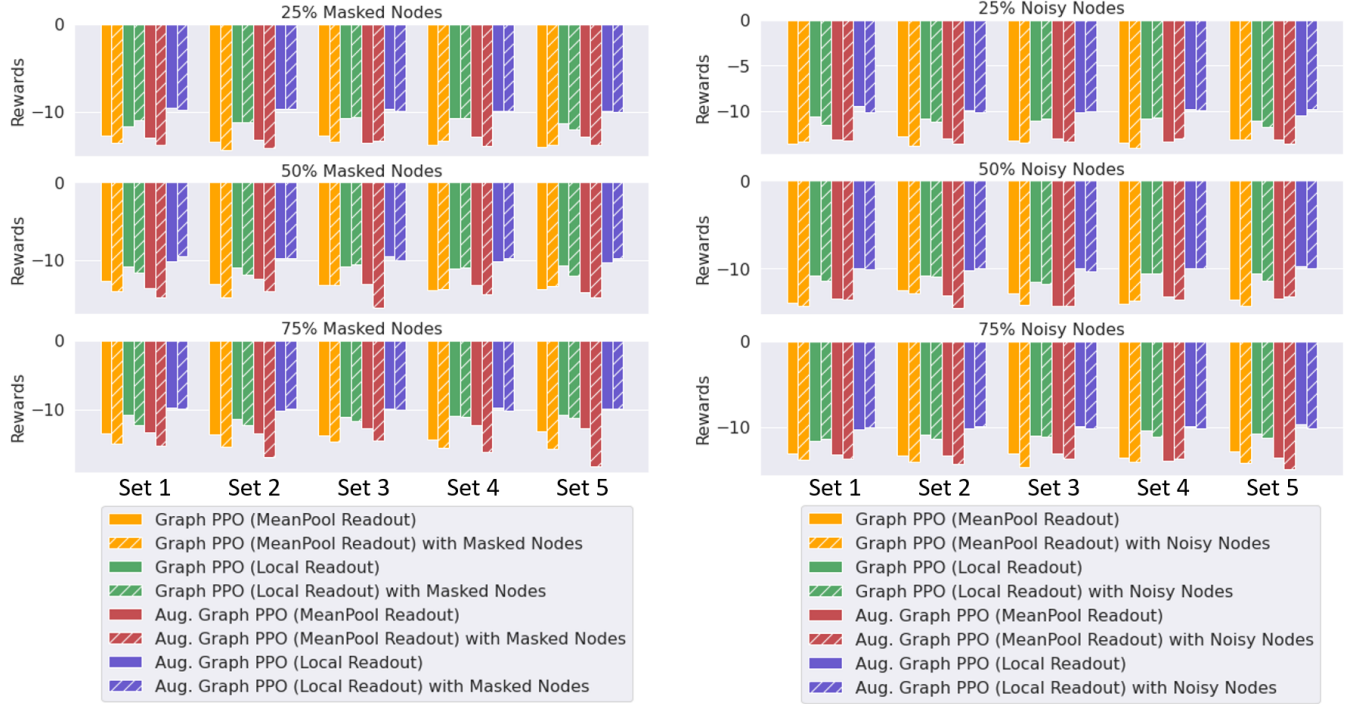 25% Masked Nodes
0
−10
Rewards
50% Masked Nodes
0
−10
Rewards
75% Masked Nodes
0
−10
Rewards
Set 1 Set 2 Set 3 Set 4 Set 5
Graph PPO (MeanPool Readout)
Graph PPO (MeanPool Readout) with Masked Nodes
Graph PPO (Local Readout)
Graph PPO (Local Readout) with Masked Nodes
Aug. Graph PPO (MeanPool Readout)
Aug. Graph PPO (MeanPool Readout) with Masked Nodes
Aug. Graph PPO (Local Readout)
Aug. Graph PPO (Local Readout) with Masked Nodes
25% Noisy Nodes
0
−5
−10
Rewards
50% Noisy Nodes
0
−10
Rewards
75% Noisy Nodes
0
−10
Rewards
Set 1 Set 2 Set 3 Set 4 Set 5
Graph PPO (MeanPool Readout)
Graph PPO (MeanPool Readout) with Noisy Nodes
Graph PPO (Local Readout)
Graph PPO (Local Readout) with Noisy Nodes
Aug. Graph PPO (MeanPool Readout)
Aug. Graph PPO (MeanPool Readout) with Noisy Nodes
Aug. Graph PPO (Local Readout)
Aug. Graph PPO (Local Readout) with Noisy Nodes